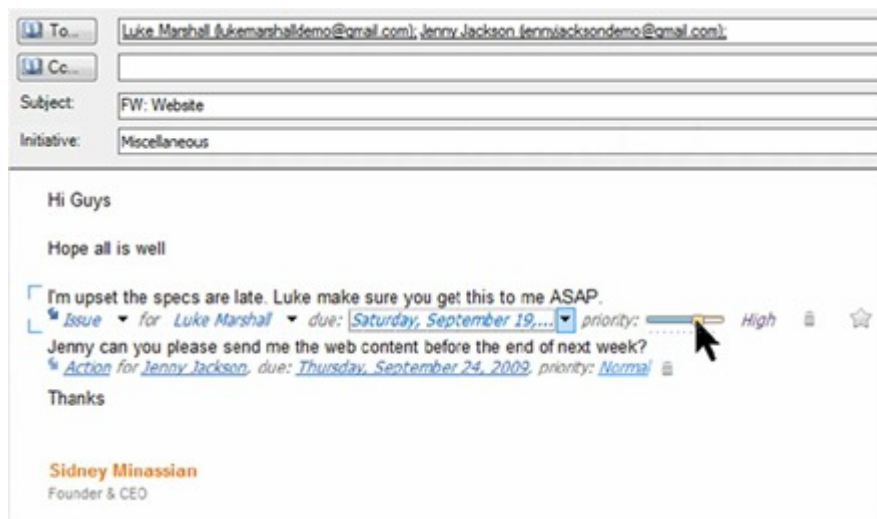 To...
Luke Marshall (lukemarshalldemo@gmail.com); Jenny Jackson (jennyjacksondemo@gmail.com);
Cc...
Subject:
FW: Website
Initiative:
Miscellaneous
Hi Guys
Hope all is well
I'm upset the specs are late. Luke make sure you get this to me ASAP.
Issue for Luke Marshall due: Saturday, September 19,... priority: High
Jenny can you please send me the web content before the end of next week?
Action for Jenny Jackson, due: Thursday, September 24, 2009, priority: Normal
Thanks
Sidney Minassian
Founder & CEO